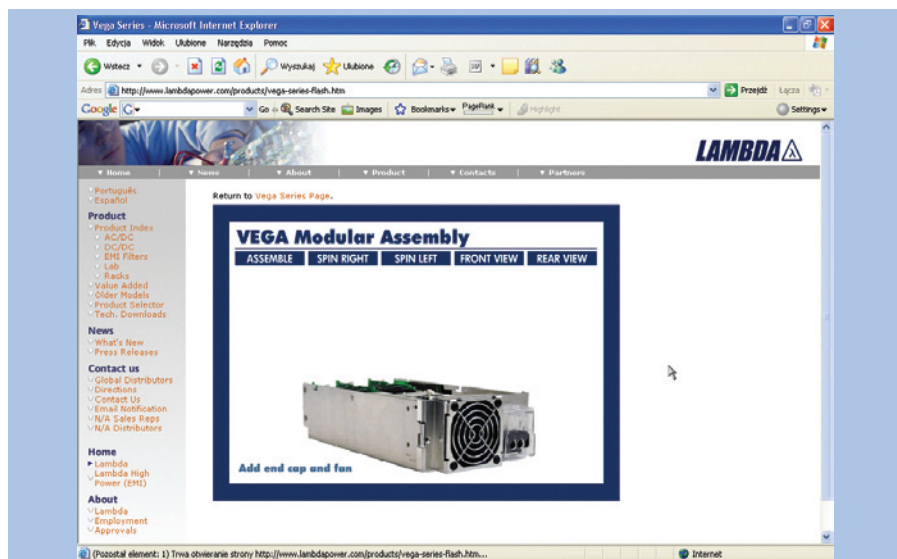 Vega Series - Microsoft Internet Explorer
Plik Edycja Widok Ulubione Narzędzia Pomoc
Wstecz Wyszukaj Ulubione
Adres http://www.lambdapower.com/products/vega-series-flash.htm Przejdź Łącza
Google G Go Search Site Images Bookmarks PageRank Highlight Settings
LAMBDA
Home | News | About | Product | Contacts | Partners
Português
Español
Return to Vega Series Page.
Product
Product Index
AC/DC
DC/DC
EMI Filters
Lab
Racks
Value Added
Older Models
Product Selector
Tech. Downloads
News
What's New
Press Releases
Contact us
Global Distributors
Directions
Contact Us
Email Notification
N/A Sales Reps
N/A Distributors
Home
Lambda
Lambda High
Power (EMI)
About
Lambda
Employment
Approvals
VEGA Modular Assembly
ASSEMBLE SPIN RIGHT SPIN LEFT FRONT VIEW REAR VIEW
Add end cap and fan
(Pozostał element: 1) Trwa otwieranie strony http://www.lambdapower.com/products/vega-series-flash.htm... Internet